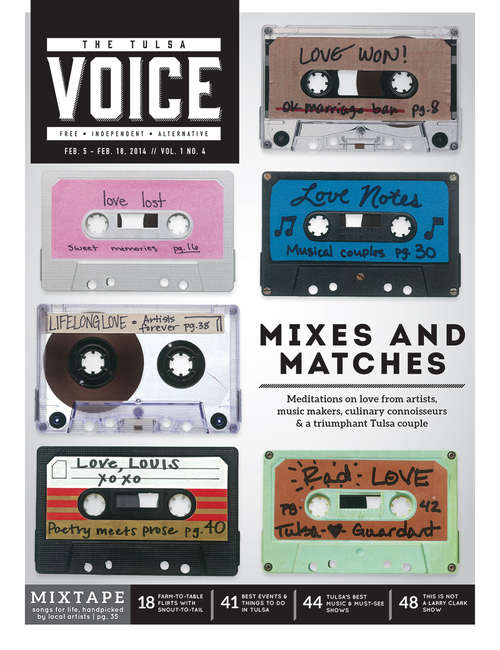 THE TULSA
VOICE
FREE • INDEPENDENT • ALTERNATIVE
FEB. 5 – FEB. 18, 2014 // VOL. 1 NO. 4
LOVE WON!
ok marriage ban pg.8
love lost
sweet memories pg.16
Love Notes
Musical couples pg.30
LIFELONG LOVE = Artists
forever pg.38
MIXES AND
MATCHES
Meditations on love from artists,
music makers, culinary connoisseurs
& a triumphant Tulsa couple
Love, Louis
xoxo
Poetry meets prose pg.40
Rad LOVE
pg. 42
Tulsa ♥ Guardant
MIXTAPE
songs for life, handpicked
by local artists | pg. 35
18 FARM-TO-TABLE
FLIRTS WITH
SNOUT-TO-TAIL
41 BEST EVENTS &
THINGS TO DO
IN TULSA
44 TULSA'S BEST
MUSIC & MUST-SEE
SHOWS
48 THIS IS NOT
A LARRY CLARK
SHOW